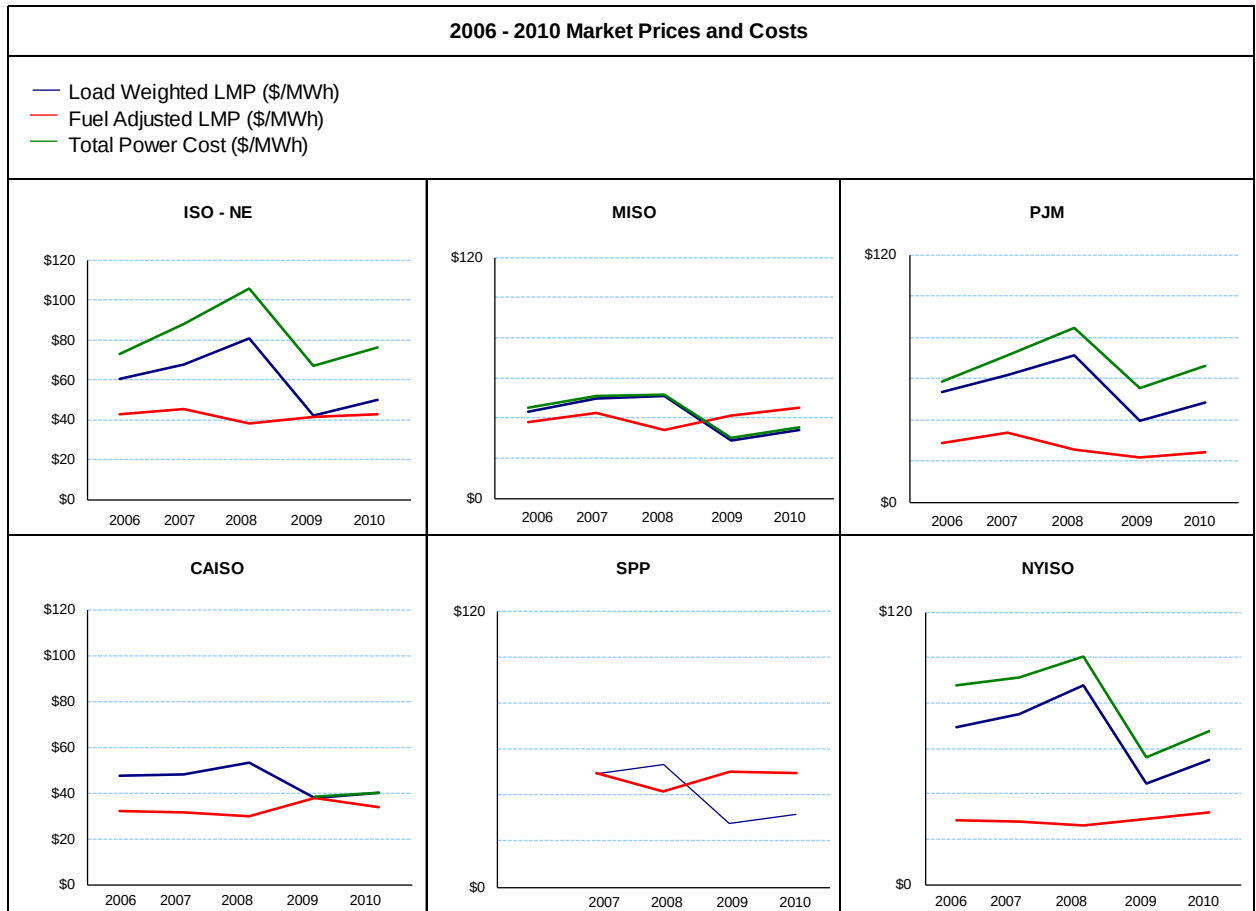 2006 - 2010 Market Prices and Costs
Load Weighted LMP ($/MWh)
Fuel Adjusted LMP ($/MWh)
Total Power Cost ($/MWh)
ISO - NE
$120
$100
$80
$60
$40
$20
$0
2006 2007 2008 2009 2010
MISO
$120
$0
2006 2007 2008 2009 2010
PJM
$120
$0
2006 2007 2008 2009 2010
CAISO
$120
$100
$80
$60
$40
$20
$0
2006 2007 2008 2009 2010
SPP
$120
$0
2007 2008 2009 2010
NYISO
$120
$0
2006 2007 2008 2009 2010